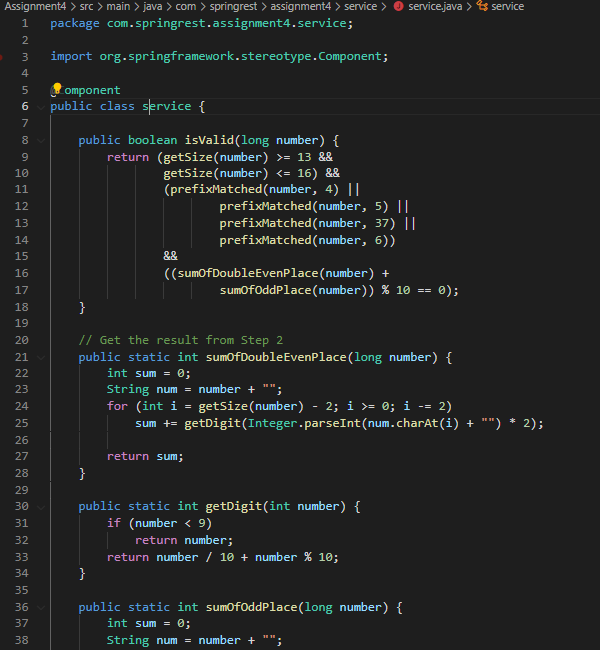 Assignment4 > src > main > java > com > springrest > assignment4 > service > J service.java > service
1 package com.springrest.assignment4.service;
2
3 import org.springframework.stereotype.Component;
4
5 @Component
6 public class service {
7
8     public boolean isValid(long number) {
9         return (getSize(number) >= 13 &&
10                 getSize(number) <= 16) &&
11                 (prefixMatched(number, 4) ||
12                         prefixMatched(number, 5) ||
13                         prefixMatched(number, 37) ||
14                         prefixMatched(number, 6))
15                 &&
16                 ((sumOfDoubleEvenPlace(number) +
17                         sumOfOddPlace(number)) % 10 == 0);
18     }
19
20     // Get the result from Step 2
21     public static int sumOfDoubleEvenPlace(long number) {
22         int sum = 0;
23         String num = number + "";
24         for (int i = getSize(number) - 2; i >= 0; i -= 2)
25             sum += getDigit(Integer.parseInt(num.charAt(i) + "") * 2);
26
27         return sum;
28     }
29
30     public static int getDigit(int number) {
31         if (number < 9)
32             return number;
33         return number / 10 + number % 10;
34     }
35
36     public static int sumOfOddPlace(long number) {
37         int sum = 0;
38         String num = number + "";